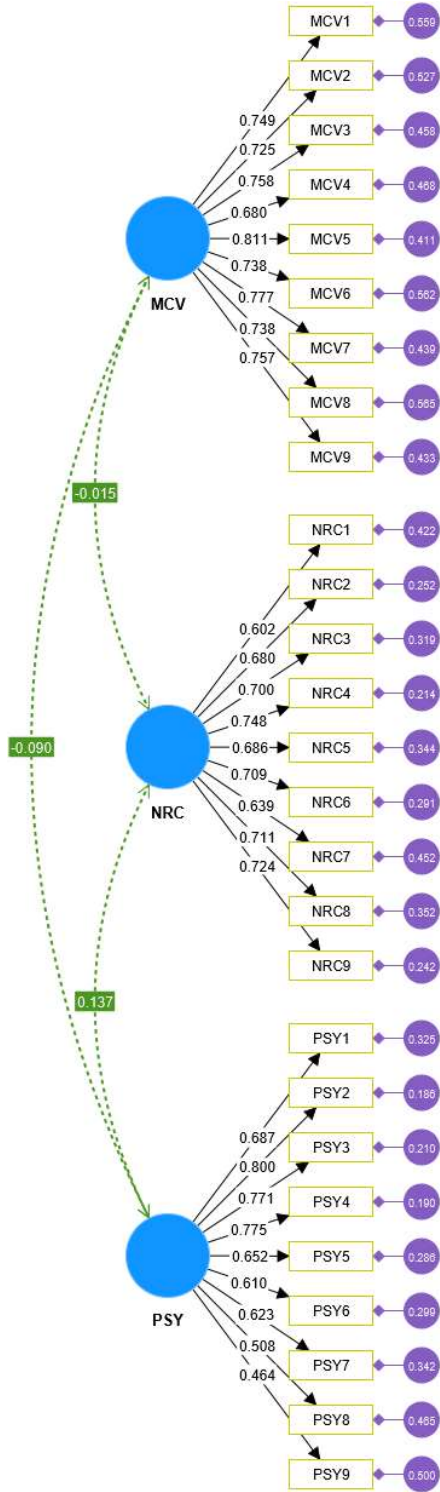 MCV1 0.559
MCV2 0.527
0.749
0.725
MCV3 0.458
0.758
MCV4 0.468
0.680
0.811 MCV5 0.411
0.738
MCV6 0.562
MCV
0.777
MCV7 0.439
0.738
0.757
MCV8 0.565
MCV9 0.433
-0.015
NRC1 0.422
NRC2 0.252
0.602
0.680
NRC3 0.319
0.700
NRC4 0.214
0.748
-0.090
0.686 NRC5 0.344
0.709
NRC6 0.291
NRC
0.639
NRC7 0.452
0.711
0.724
NRC8 0.352
NRC9 0.242
0.137
PSY1 0.325
PSY2 0.186
0.687
0.800
PSY3 0.210
0.771
PSY4 0.190
0.775
0.652 PSY5 0.286
0.610
PSY6 0.299
PSY
0.623
PSY7 0.342
0.508
0.464
PSY8 0.465
PSY9 0.500